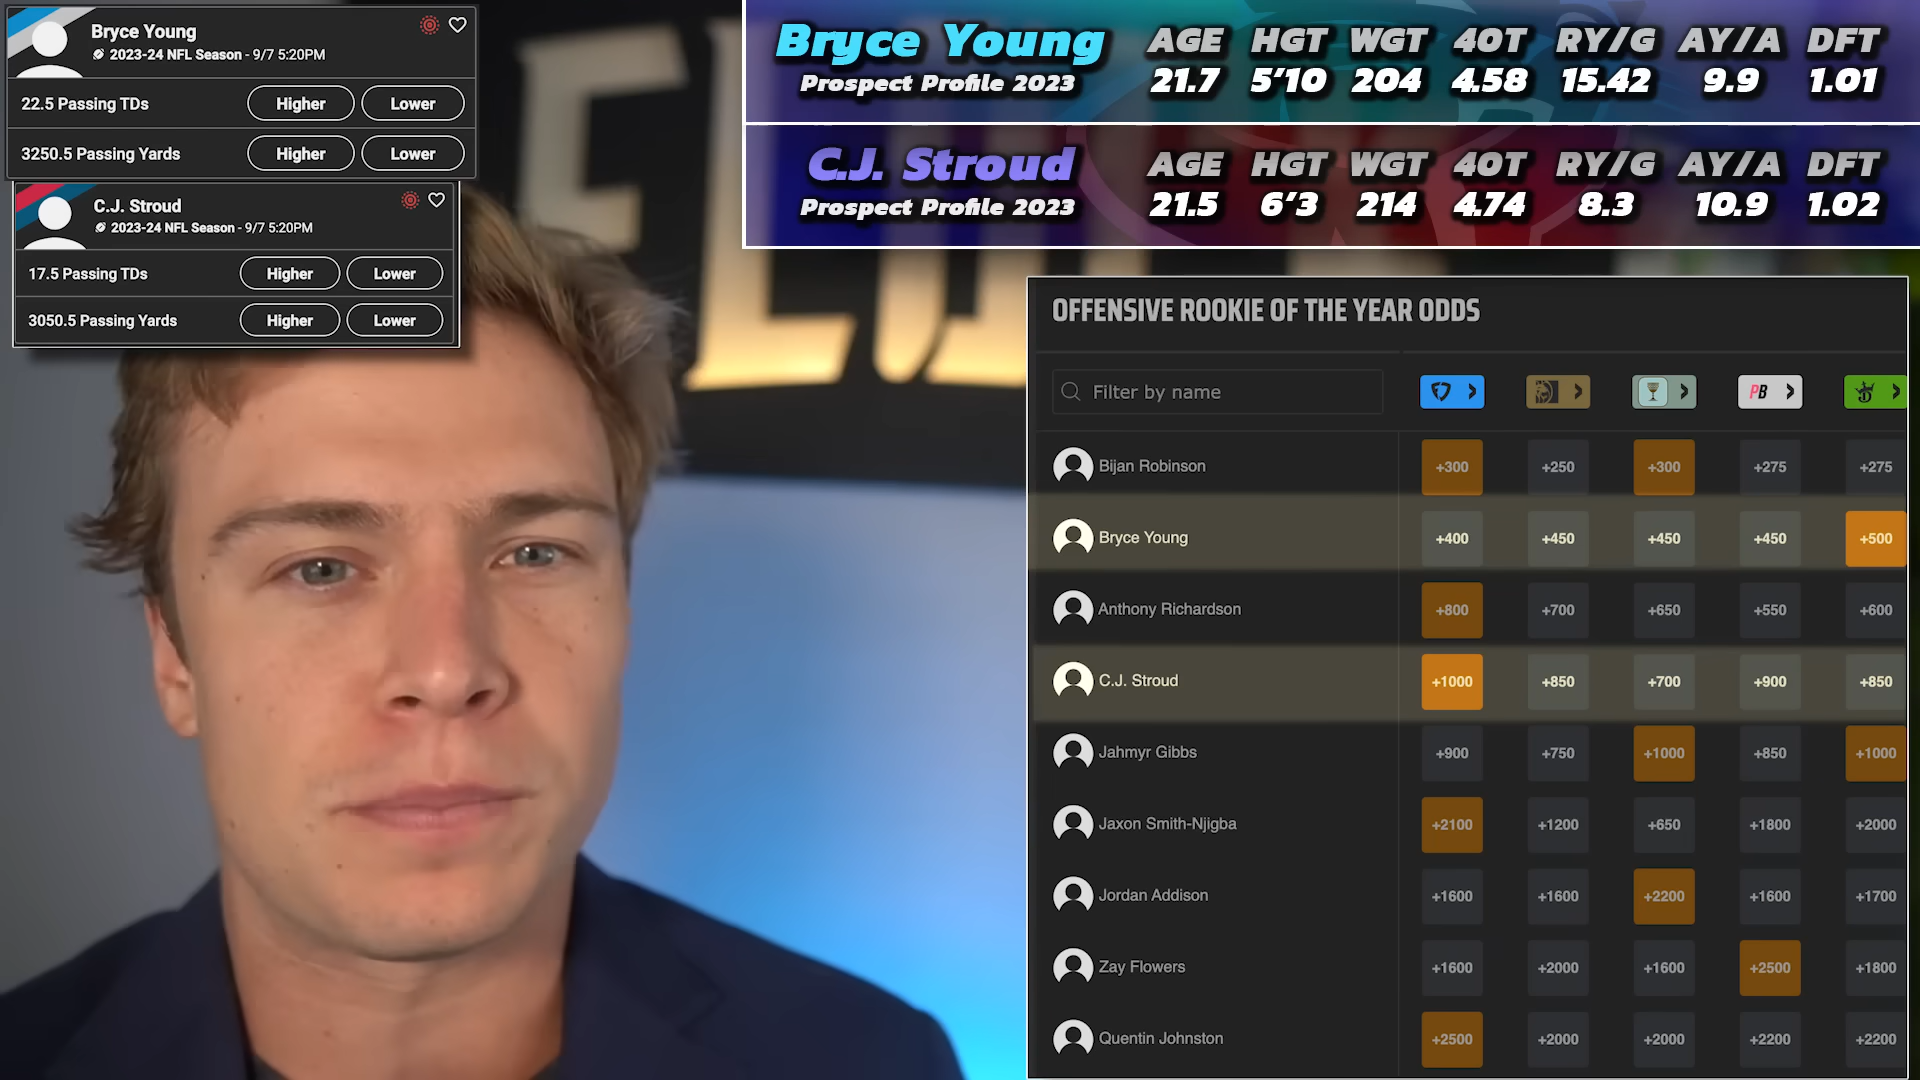 Bryce Young
2023-24 NFL Season - 9/7 5:20PM
22.5 Passing TDs Higher Lower
3250.5 Passing Yards Higher Lower
C.J. Stroud
2023-24 NFL Season - 9/7 5:20PM
17.5 Passing TDs Higher Lower
3050.5 Passing Yards Higher Lower
Bryce Young AGE HGT WGT 40T RY/G AY/A DFT
Prospect Profile 2023 21.7 5'10 204 4.58 15.42 9.9 1.01
C.J. Stroud AGE HGT WGT 40T RY/G AY/A DFT
Prospect Profile 2023 21.5 6'3 214 4.74 8.3 10.9 1.02
OFFENSIVE ROOKIE OF THE YEAR ODDS
Filter by name PB
Bijan Robinson +300 +250 +300 +275 +275
Bryce Young +400 +450 +450 +450 +500
Anthony Richardson +800 +700 +650 +550 +600
C.J. Stroud +1000 +850 +700 +900 +850
Jahmyr Gibbs +900 +750 +1000 +850 +1000
Jaxon Smith-Njigba +2100 +1200 +650 +1800 +2000
Jordan Addison +1600 +1600 +2200 +1600 +1700
Zay Flowers +1600 +2000 +1600 +2500 +1800
Quentin Johnston +2500 +2000 +2000 +2200 +2200